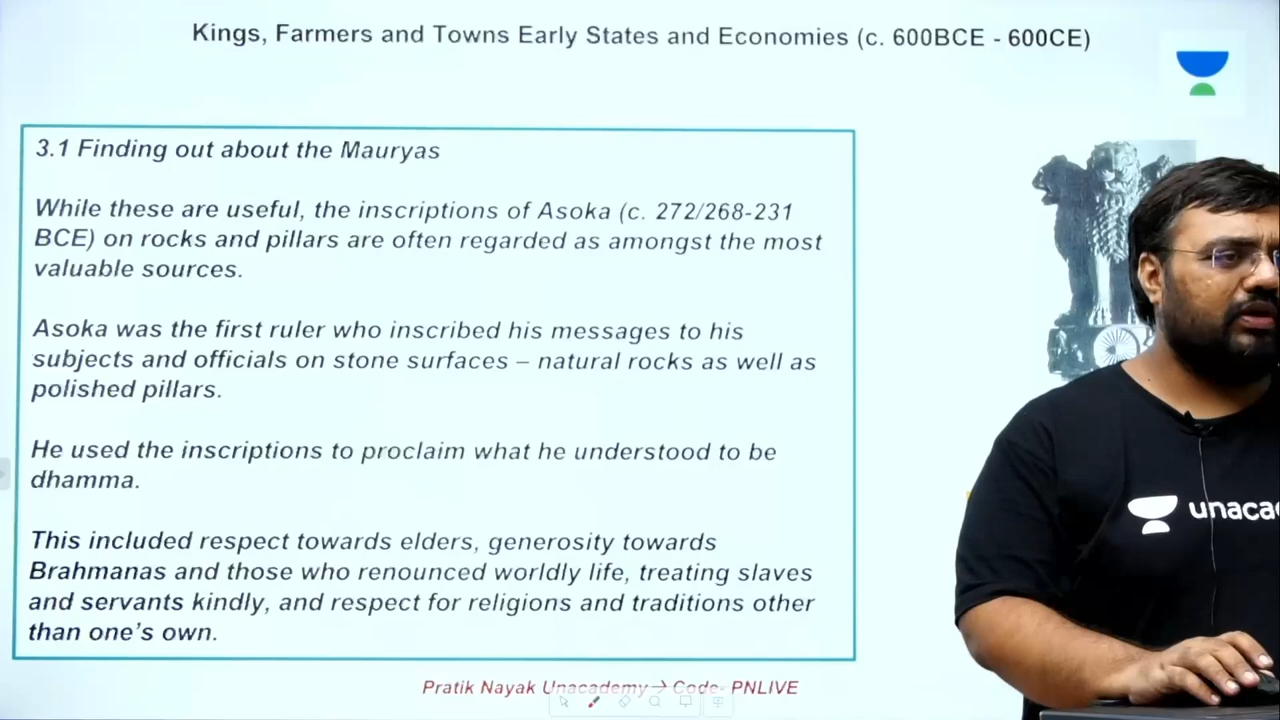 Kings, Farmers and Towns Early States and Economies (c. 600BCE - 600CE)
3.1 Finding out about the Mauryas
While these are useful, the inscriptions of Asoka (c. 272/268-231
BCE) on rocks and pillars are often regarded as amongst the most
valuable sources.
Asoka was the first ruler who inscribed his messages to his
subjects and officials on stone surfaces – natural rocks as well as
polished pillars.
He used the inscriptions to proclaim what he understood to be
dhamma.
This included respect towards elders, generosity towards
Brahmanas and those who renounced worldly life, treating slaves
and servants kindly, and respect for religions and traditions other
than one's own.
unaca
Pratik Nayak Unacademy → Code- PNLIVE